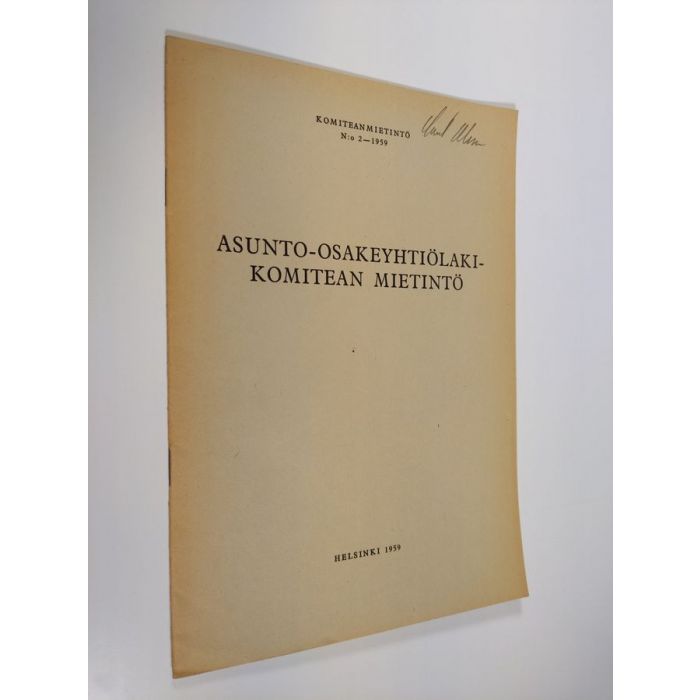 KOMITEANMIETINTÖ
N:o 2—1959
ASUNTO-OSAKEYHTIÖLAKI-
KOMITEAN MIETINTÖ
HELSINKI 1959